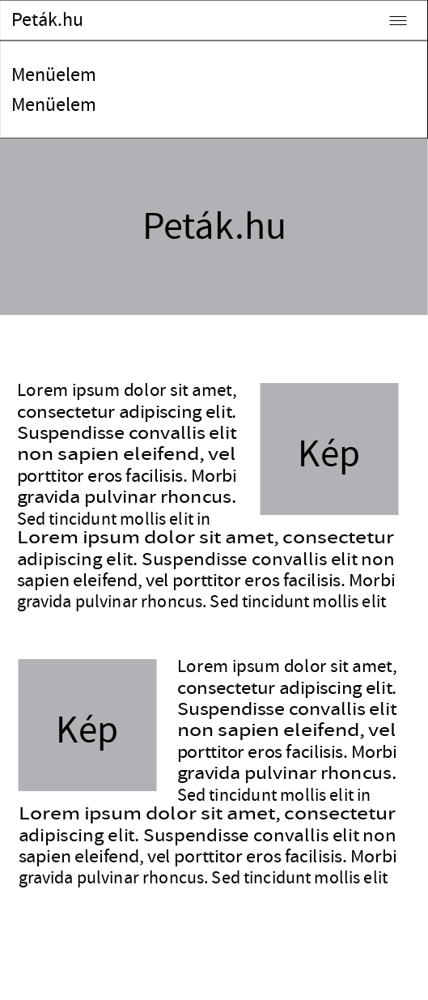 Peták.hu
Menüelem
Menüelem
Peták.hu
Lorem ipsum dolor sit amet,
consectetur adipiscing elit.
Suspendisse convallis elit
non sapien eleifend, vel
porttitor eros facilisis. Morbi
gravida pulvinar rhoncus.
Sed tincidunt mollis elit in
Kép
Lorem ipsum dolor sit amet, consectetur
adipiscing elit. Suspendisse convallis elit non
sapien eleifend, vel porttitor eros facilisis. Morbi
gravida pulvinar rhoncus. Sed tincidunt mollis elit
Kép
Lorem ipsum dolor sit amet,
consectetur adipiscing elit.
Suspendisse convallis elit
non sapien eleifend, vel
porttitor eros facilisis. Morbi
gravida pulvinar rhoncus.
Sed tincidunt mollis elit in
Lorem ipsum dolor sit amet, consectetur
adipiscing elit. Suspendisse convallis elit non
sapien eleifend, vel porttitor eros facilisis. Morbi
gravida pulvinar rhoncus. Sed tincidunt mollis elit